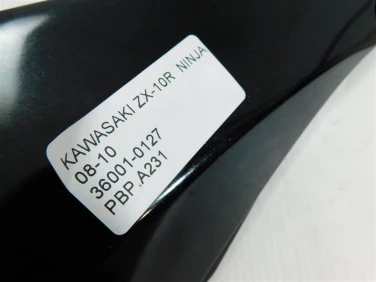 KAWASAKI ZX-10R NINJA
08-10
36001-0127
PBP.A231